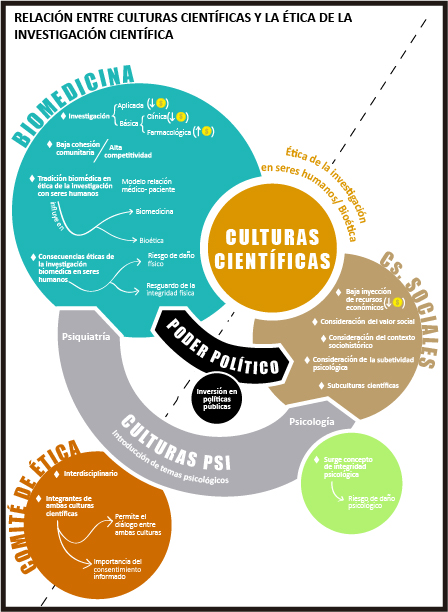 RELACIÓN ENTRE CULTURAS CIENTÍFICAS Y LA ÉTICA DE LA
INVESTIGACIÓN CIENTÍFICA
BIOMEDICINA
Investigación
Aplicada (↓$)
Básica
Clínica(↓$)
Farmacológica (↑$)
Baja cohesión
comunitaria
/
Alta
competitividad
Tradición biomédica en
ética de la investigación
con seres humanos
Modelo relación
médico- paciente
influye en
Biomedicina
Bioética
Consecuencias éticas de
la investigación
biomédica en seres
humanos
Riesgo de daño
físico
Resguardo de la
integridad física
Ética de la investigación
en seres humanos/ Bioética
CULTURAS
CIENTÍFICAS
CS. SOCIALES
Baja inyección
de recursos
económicos (↓$)
Consideración del valor social
Consideración del contexto
sociohistórico
Consideración de la subetividad
psicológica
Subculturas científicas
PODER POLÍTICO
Inversión en
políticas
públicas
Psiquiatría
CULTURAS PSI
Introducción de temas psicológicos
Psicología
Surge concepto
de integridad
psicológica
Riesgo de daño
psicológico
COMITÉ DE ÉTICA
Interdisciplinario
Integrantes de
ambas culturas
científicas
Permite el
diálogo entre
ambas culturas
Importancia del
consentimiento
informado